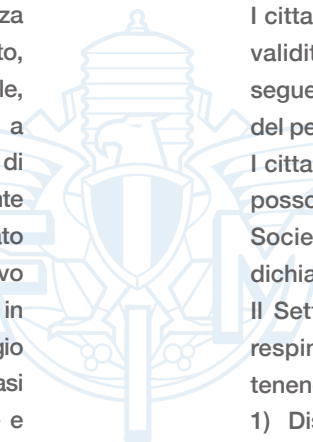 za
to,
le,
a
di
nte
ato
vo
in
gio
asi
e
I citta
validit
segue
del pe
I citta
posso
Socie
dichia
Il Set
respin
tenen
1) Dis
F M